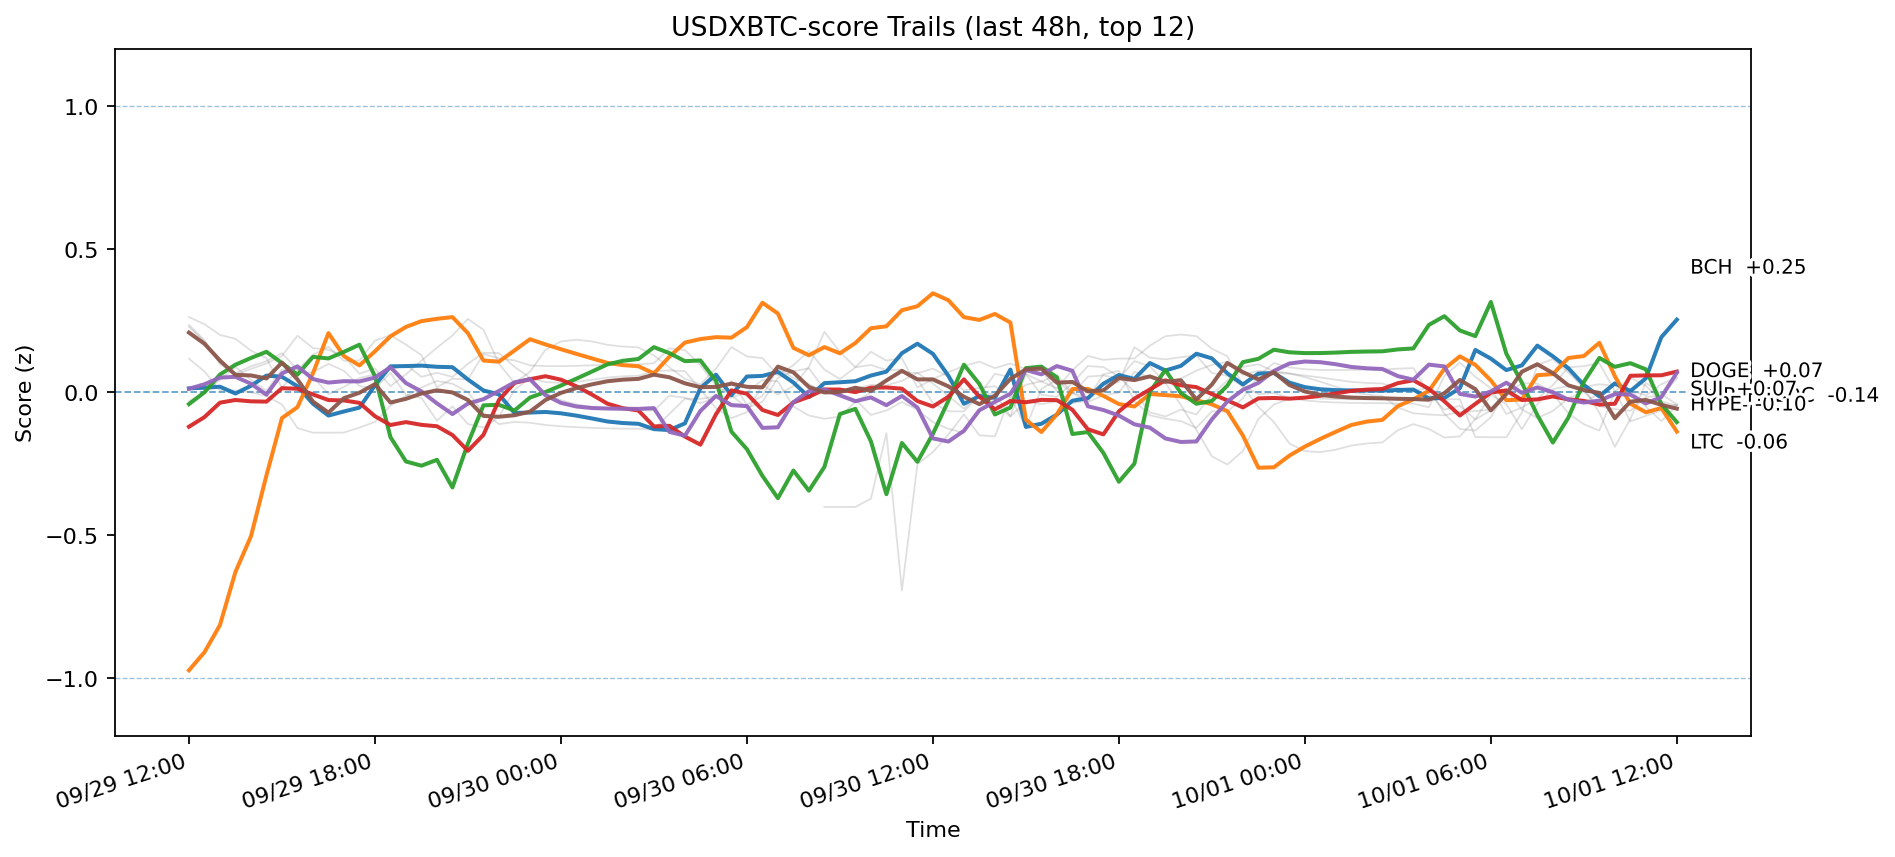 USDXBTC-score Trails (last 48h, top 12)
Score (z)
1.0
0.5
0.0
−0.5
−1.0
BCH +0.25
DOGE +0.07
SUI +0.07
-0.14
HYPE -0.10
LTC -0.06
09/29 12:00
09/29 18:00
09/30 00:00
09/30 06:00
09/30 12:00
09/30 18:00
10/01 00:00
10/01 06:00
10/01 12:00
Time